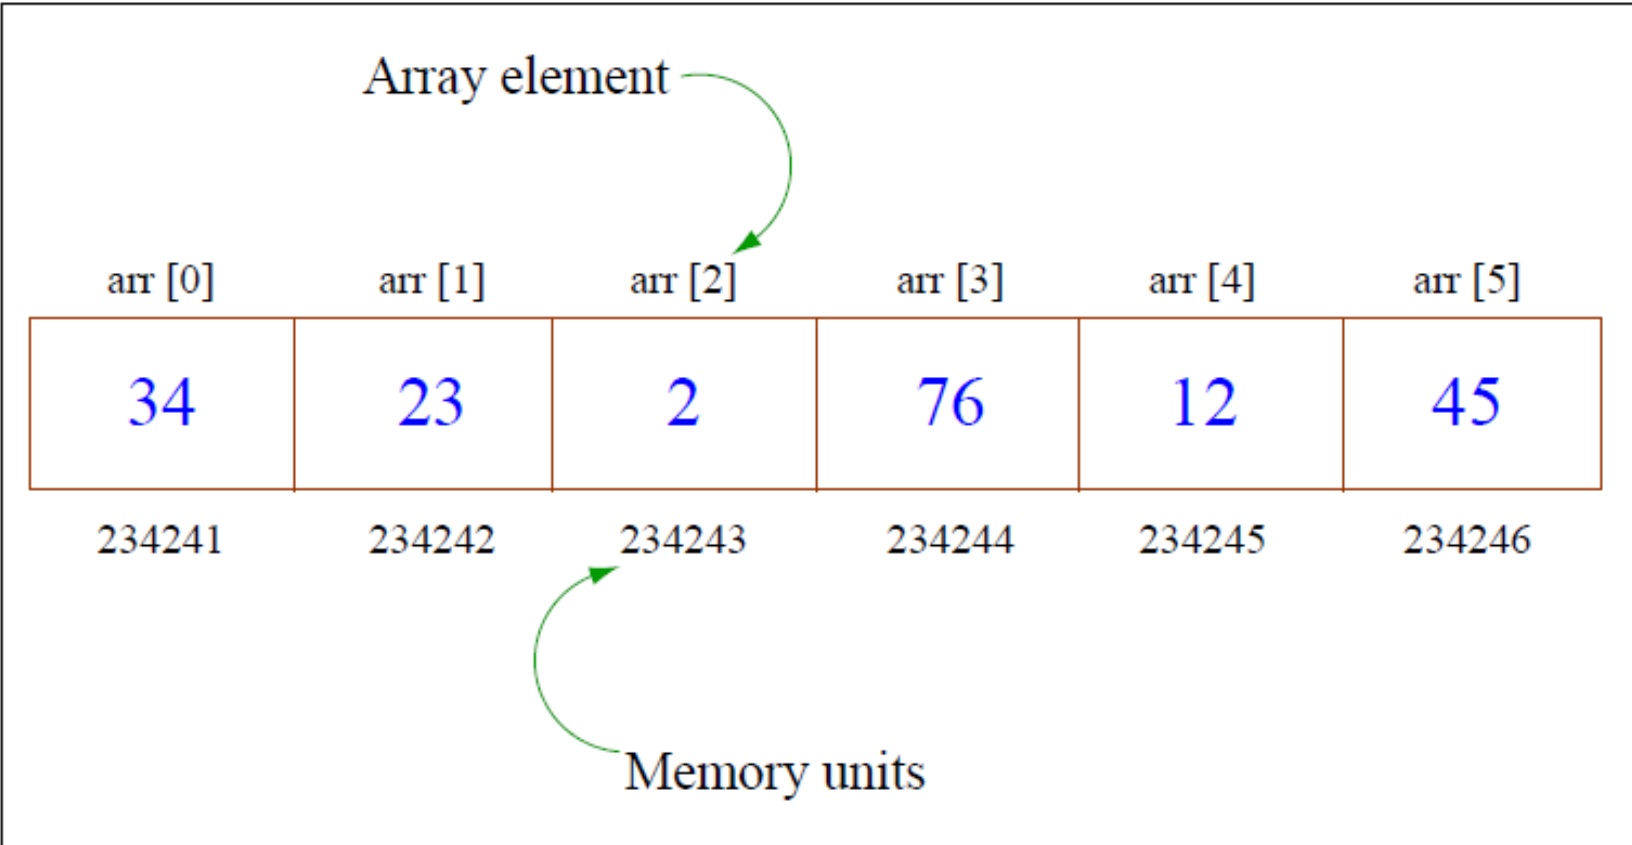 Array element
arr [0] arr [1] arr [2] arr [3] arr [4] arr [5]
34 23 2 76 12 45
234241 234242 234243 234244 234245 234246
Memory units